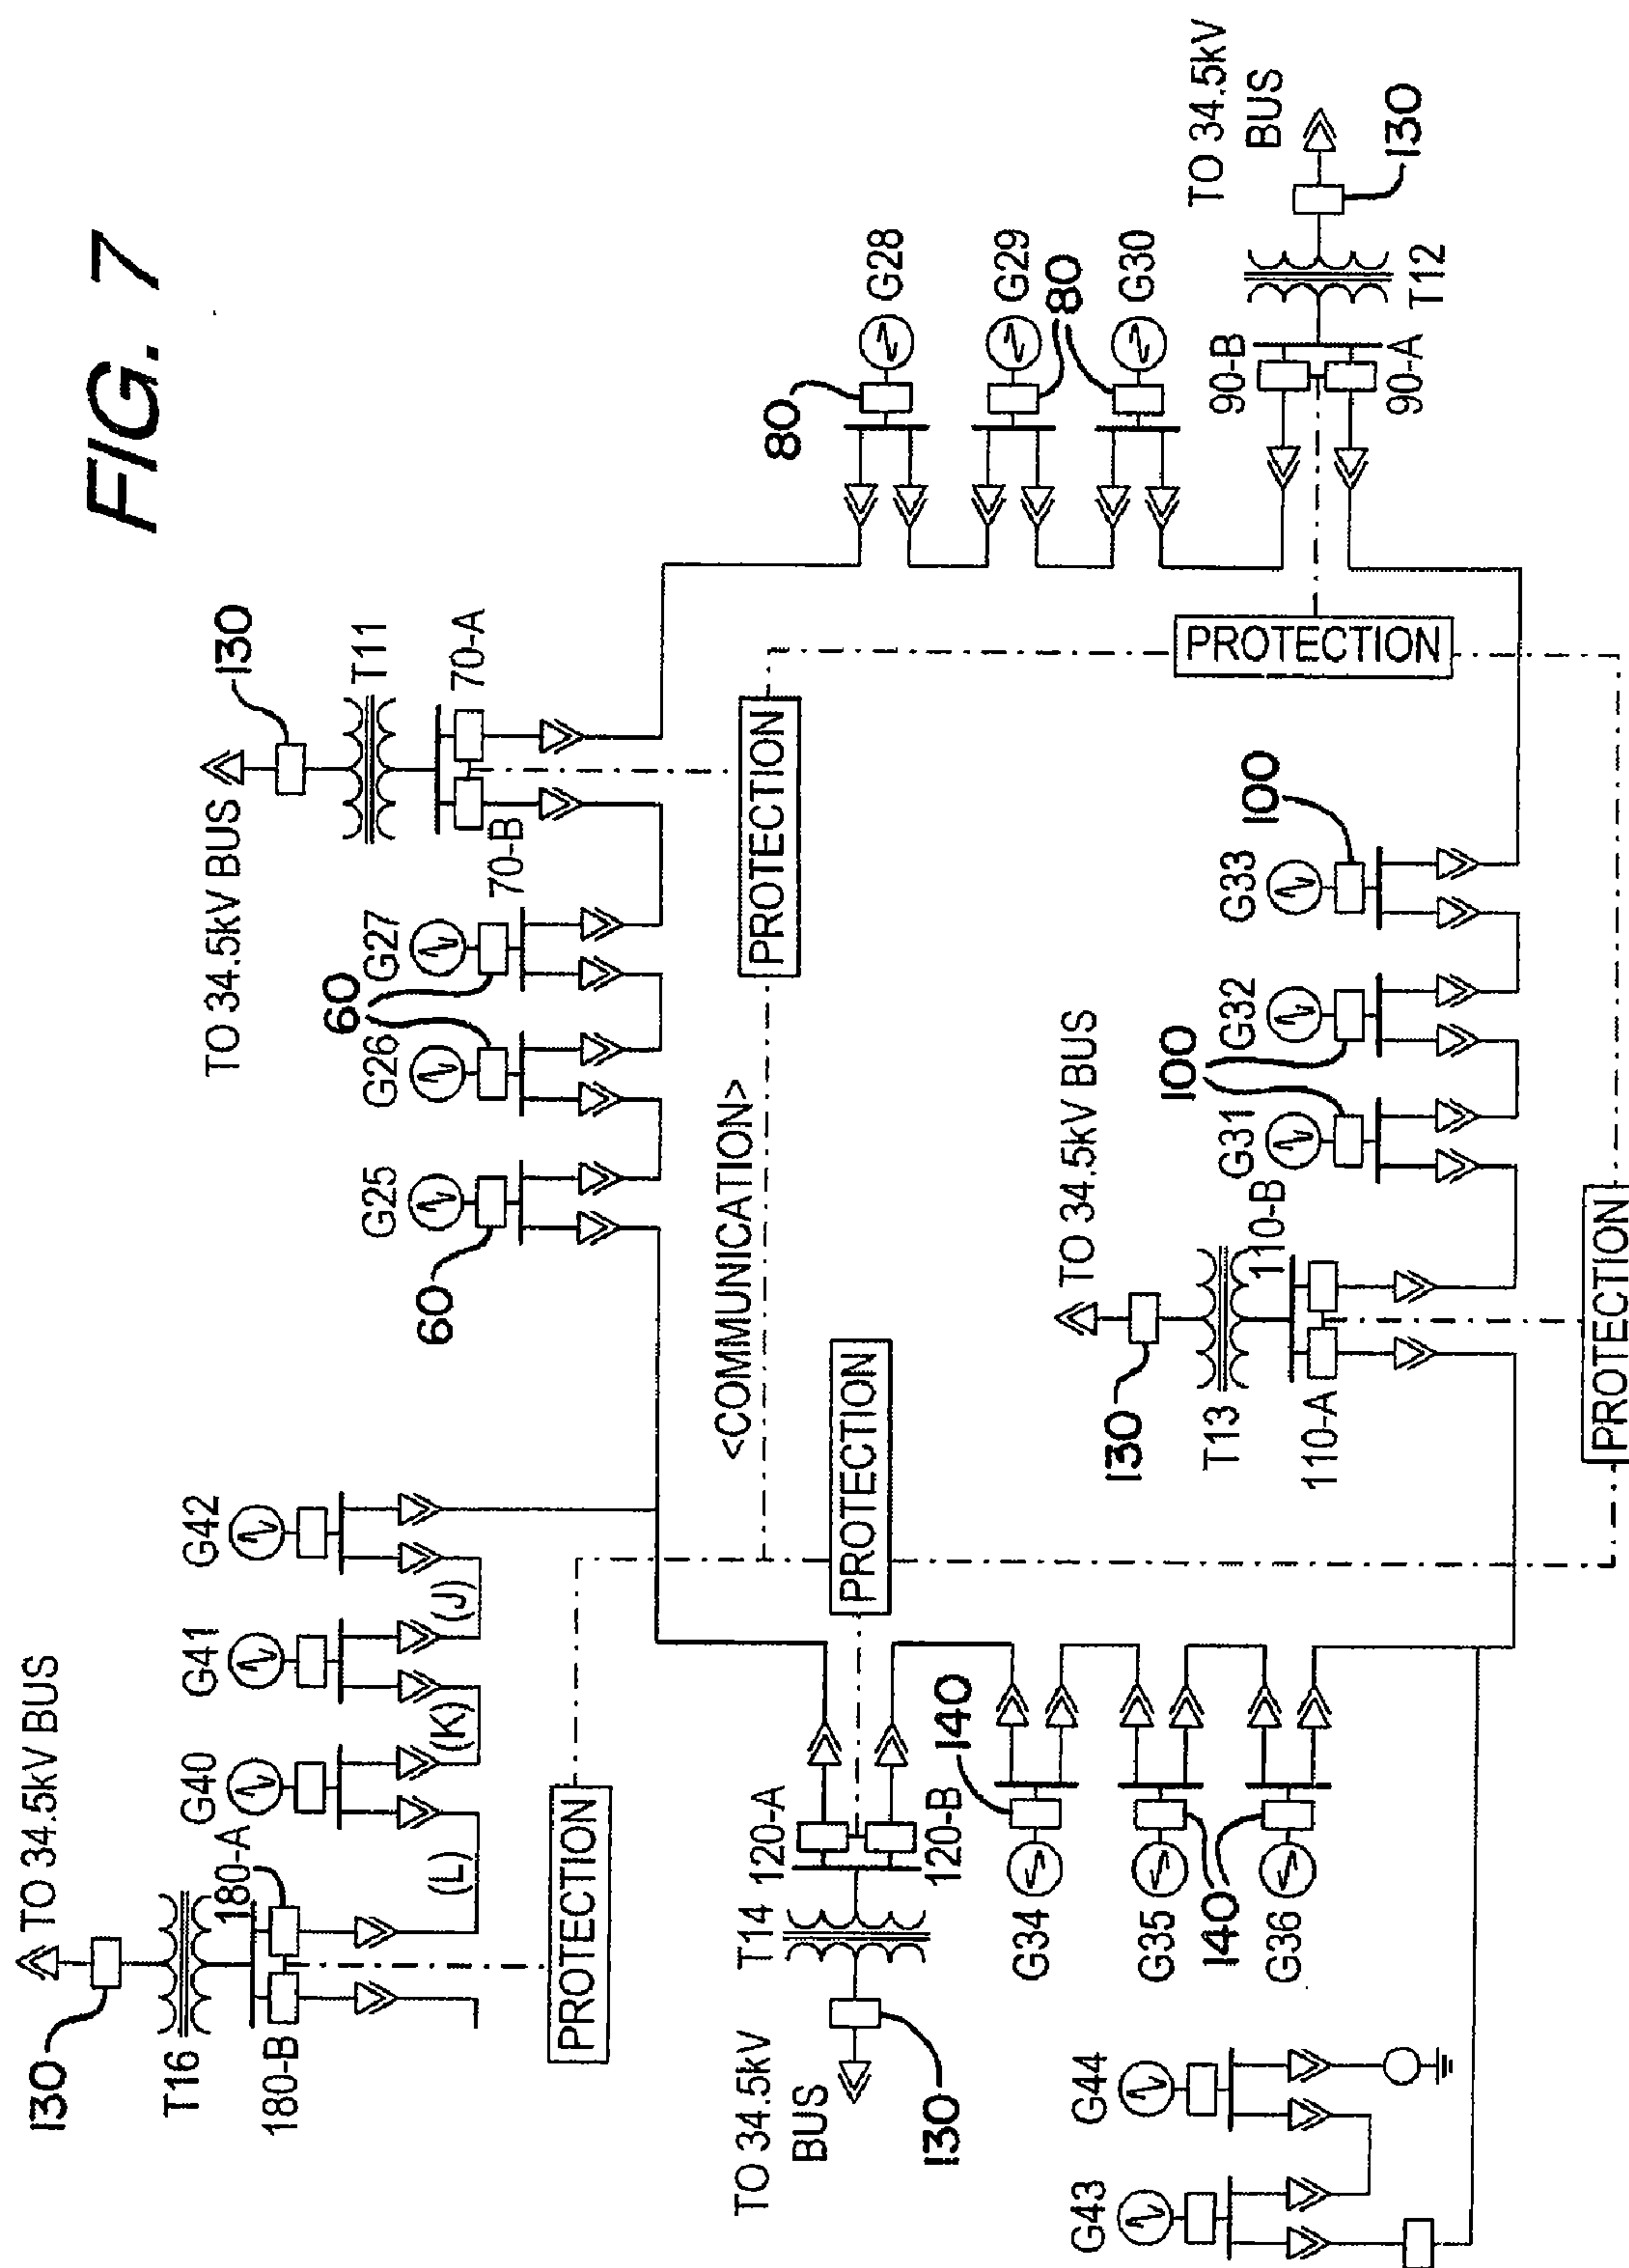 FIG. 7
TO 34.5kV BUS
130
T16
180-A
180-B
G40
G41
G42
(L)
(K)
(J)
PROTECTION
TO 34.5kV BUS
130
T11
70-B
70-A
G25
G26
G27
60
60
<COMMUNICATION>
PROTECTION
80
G28
G29
80
G30
TO 34.5kV
BUS
130
T12
90-B
90-A
PROTECTION
TO 34.5kV
BUS
130
T14
120-A
120-B
PROTECTION
140
G34
G35
140
G36
TO 34.5kV BUS
130
T13
110-A
110-B
G31
G32
G33
100
100
PROTECTION
G43
G44